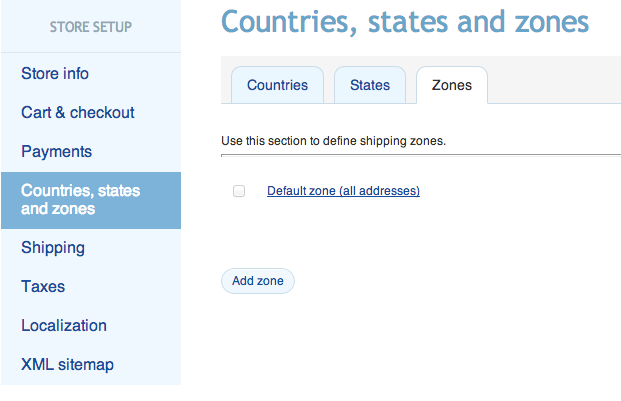 STORE SETUP
Store info
Cart & checkout
Payments
Countries, states
and zones
Shipping
Taxes
Localization
XML sitemap
Countries, states and zones
Countries
States
Zones
Use this section to define shipping zones.
Default zone (all addresses)
Add zone